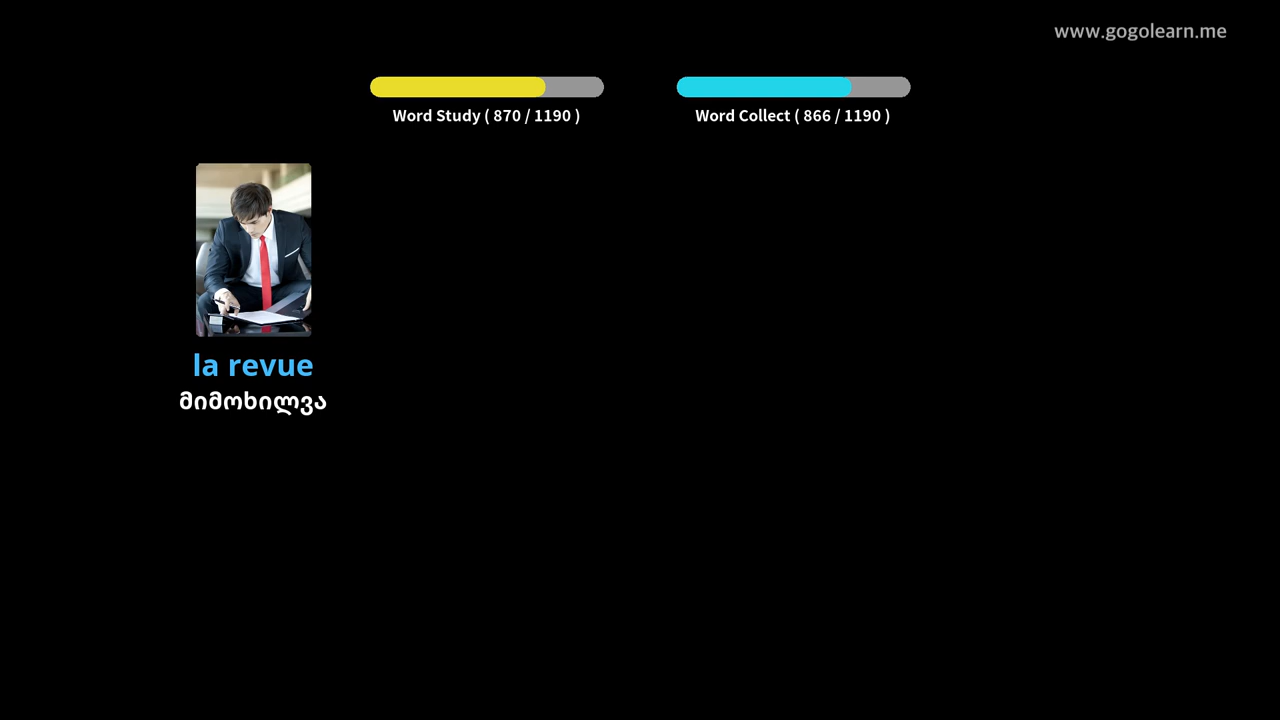 www.gogolearn.me
Word Study ( 870 / 1190 )
Word Collect ( 866 / 1190 )
la revue
მიმოხილვა